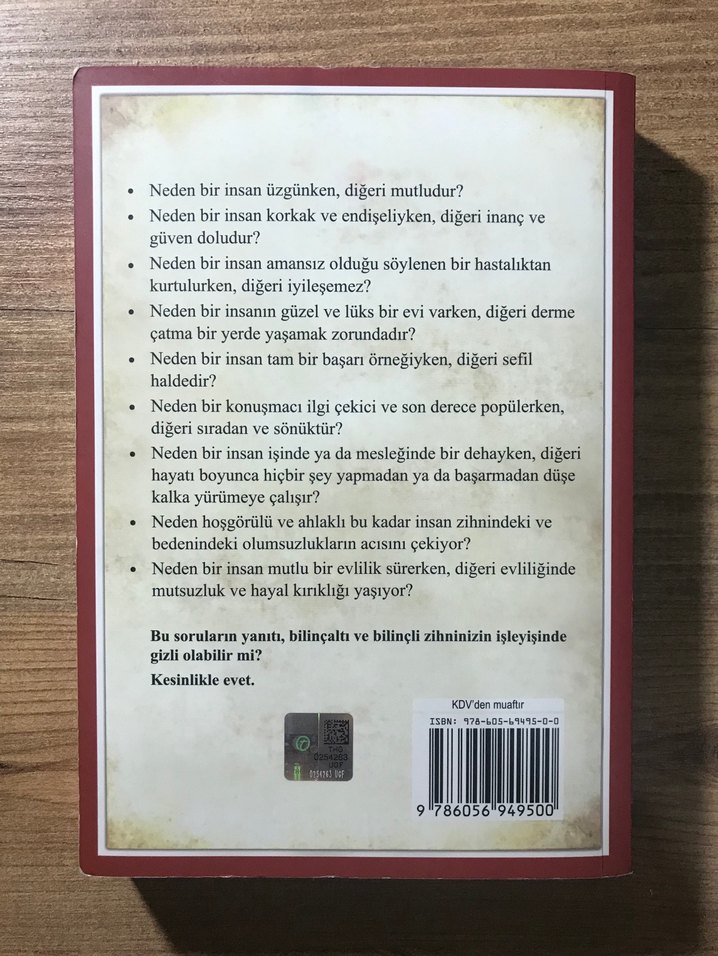 • Neden bir insan üzgünken, diğeri mutludur?
• Neden bir insan korkak ve endişeliyken, diğeri inanç ve
güven doludur?
• Neden bir insan amansız olduğu söylenen bir hastalıktan
kurtulurken, diğeri iyileşemez?
• Neden bir insanın güzel ve lüks bir evi varken, diğeri derme
çatma bir yerde yaşamak zorundadır?
• Neden bir insan tam bir başarı örneğiyken, diğeri sefil
haldedir?
• Neden bir konuşmacı ilgi çekici ve son derece popülerken,
diğeri sıradan ve sönüktür?
• Neden bir insan işinde ya da mesleğinde bir dehayken, diğeri
hayatı boyunca hiçbir şey yapmadan ya da başarmadan düşe
kalka yürümeye çalışır?
• Neden hoşgörülü ve ahlaklı bu kadar insan zihnindeki ve
bedenindeki olumsuzlukların acısını çekiyor?
• Neden bir insan mutlu bir evlilik sürerken, diğeri evliliğinde
mutsuzluk ve hayal kırıklığı yaşıyor?
Bu soruların yanıtı, bilinçaltı ve bilinçli zihninizin işleyişinde
gizli olabilir mi?
Kesinlikle evet.
KDV'den muaftır
ISBN: 978-605-69495-0-0
9 786056 949500
0254283
UGF
0254283 UGF